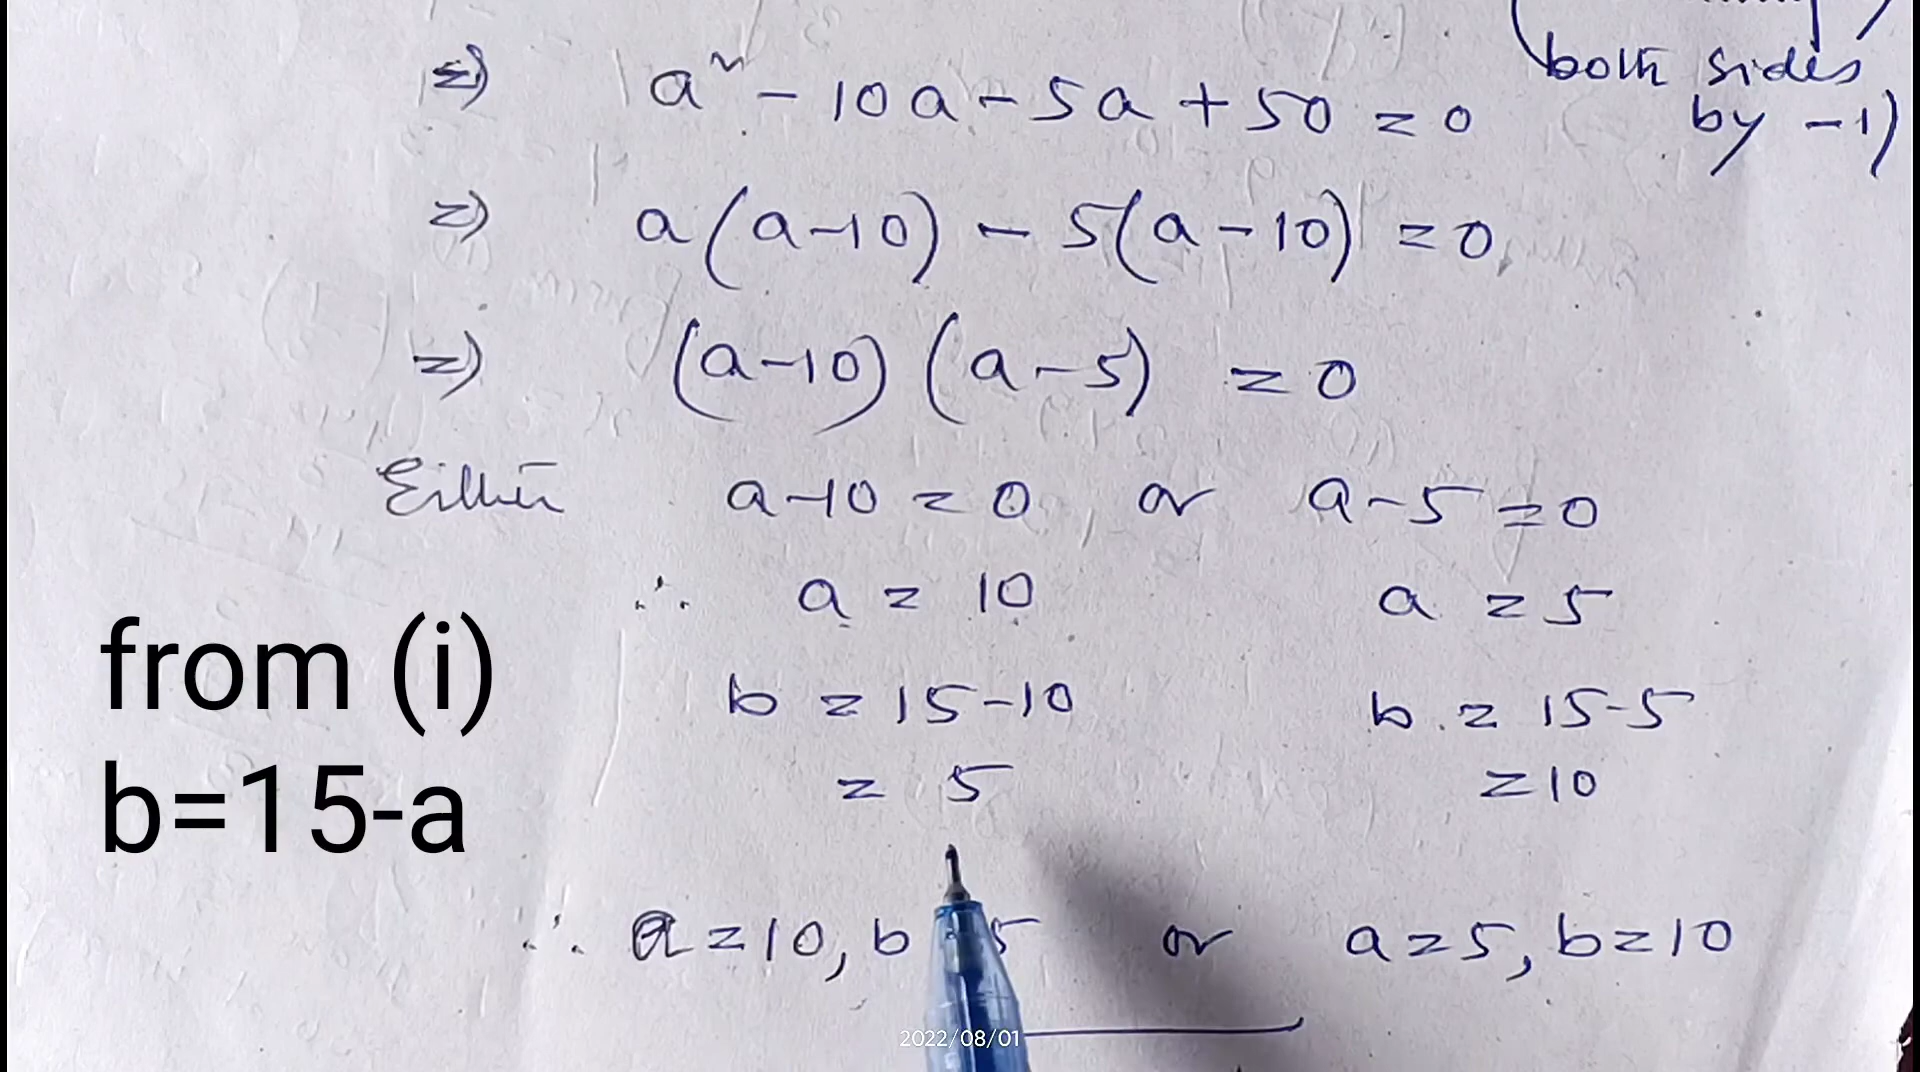 both sides
by -1)
=> a² - 10a - 5a + 50 = 0
=> a(a-10) - 5(a-10) = 0
=> (a-10)(a-5) = 0
Either a-10 = 0 or a-5 = 0
∴ a = 10 a = 5
b = 15-10 b = 15-5
= 5 = 10
from (i)
b=15-a
∴ a = 10, b 5 or a = 5, b = 10
2022/08/01